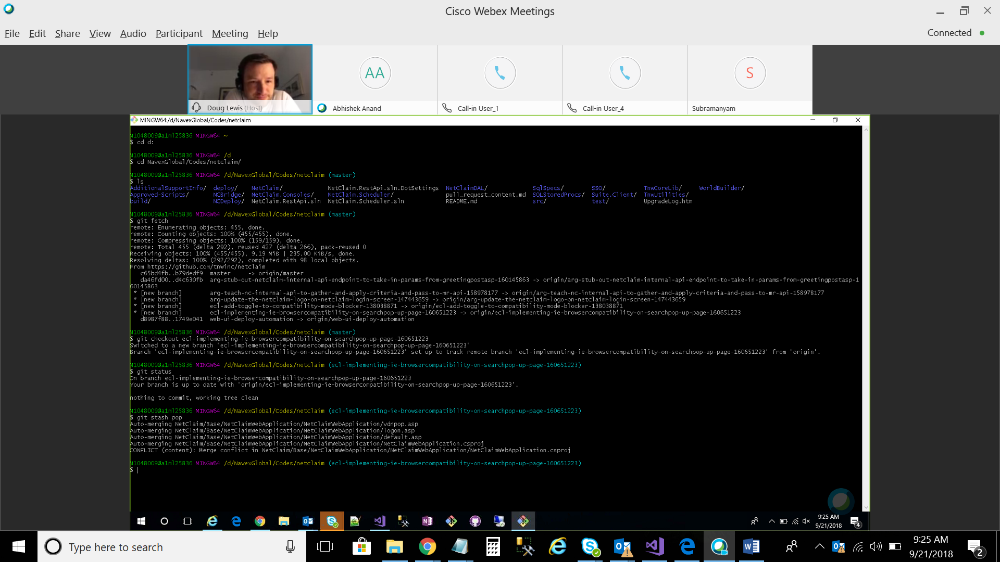 Cisco Webex Meetings
File Edit Share View Audio Participant Meeting Help
Connected
AA
S
Doug Lewis (Host)
Abhishek Anand
Call-in User_1
Call-in User_4
Subramanyam
MINGW64:/d/NavexGlobal/Codes/netclaim
M1048009@a1ml25836 MINGW64 ~
$ cd d:
M1048009@a1ml25836 MINGW64 /d
$ cd NavexGlobal/Codes/netclaim/
M1048009@a1ml25836 MINGW64 /d/NavexGlobal/Codes/netclaim (master)
$ ls
AdditionalSupportInfo/ deploy/ NetClaim/ NetClaim.RestApi.sln.DotSettings NetClaimDAL/ SqlSpecs/ SSO/ TnwCoreLib/ WorldBuilder/
Approved-Scripts/ NCBridge/ NetClaim.Consoles/ NetClaim.Scheduler/ pull_request_content.md SQLStoredProcs/ Suite.Client/ TnwUtilities/
build/ NCDeploy/ NetClaim.RestApi.sln NetClaim.Scheduler.sln README.md src/ test/ UpgradeLog.htm
M1048009@a1ml25836 MINGW64 /d/NavexGlobal/Codes/netclaim (master)
$ git fetch
remote: Enumerating objects: 455, done.
remote: Counting objects: 100% (455/455), done.
remote: Compressing objects: 100% (159/159), done.
remote: Total 455 (delta 292), reused 427 (delta 266), pack-reused 0
Receiving objects: 100% (455/455), 9.19 MiB | 235.00 KiB/s, done.
Resolving deltas: 100% (292/292), completed with 98 local objects.
From https://github.com/tnwinc/netclaim
c65bd4fb..b79dedf9 master -> origin/master
da46fd00..d4c630fb arg-stub-out-netclaim-internal-api-endpoint-to-take-in-params-from-greetingpostasp-160145863 -> origin/arg-stub-out-netclaim-internal-api-endpoint-to-take-in-params-from-greetingpostasp-1
60145863
* [new branch] arg-teach-nc-internal-api-to-gather-and-apply-criteria-and-pass-to-mr-api-158978177 -> origin/arg-teach-nc-internal-api-to-gather-and-apply-criteria-and-pass-to-mr-api-158978177
* [new branch] arg-update-the-netclaim-logo-on-netclaim-login-screen-147443659 -> origin/arg-update-the-netclaim-logo-on-netclaim-login-screen-147443659
* [new branch] ecl-add-toggle-to-compatibility-mode-blocker-138038871 -> origin/ecl-add-toggle-to-compatibility-mode-blocker-138038871
* [new branch] ecl-implementing-ie-browsercompatibility-on-searchpop-up-page-160651223 -> origin/ecl-implementing-ie-browsercompatibility-on-searchpop-up-page-160651223
d8987f88..1749e041 web-ui-deploy-automation -> origin/web-ui-deploy-automation
M1048009@a1ml25836 MINGW64 /d/NavexGlobal/Codes/netclaim (master)
$ git checkout ecl-implementing-ie-browsercompatibility-on-searchpop-up-page-160651223
Switched to a new branch 'ecl-implementing-ie-browsercompatibility-on-searchpop-up-page-160651223'
Branch 'ecl-implementing-ie-browsercompatibility-on-searchpop-up-page-160651223' set up to track remote branch 'ecl-implementing-ie-browsercompatibility-on-searchpop-up-page-160651223' from 'origin'.
M1048009@a1ml25836 MINGW64 /d/NavexGlobal/Codes/netclaim (ecl-implementing-ie-browsercompatibility-on-searchpop-up-page-160651223)
$ git status
On branch ecl-implementing-ie-browsercompatibility-on-searchpop-up-page-160651223
Your branch is up to date with 'origin/ecl-implementing-ie-browsercompatibility-on-searchpop-up-page-160651223'.
nothing to commit, working tree clean
M1048009@a1ml25836 MINGW64 /d/NavexGlobal/Codes/netclaim (ecl-implementing-ie-browsercompatibility-on-searchpop-up-page-160651223)
$ git stash pop
Auto-merging NetClaim/Base/NetClaimWebApplication/NetClaimWebApplication/vdnpop.asp
Auto-merging NetClaim/Base/NetClaimWebApplication/NetClaimWebApplication/logon.asp
Auto-merging NetClaim/Base/NetClaimWebApplication/NetClaimWebApplication/default.asp
Auto-merging NetClaim/Base/NetClaimWebApplication/NetClaimWebApplication/NetClaimWebApplication.csproj
CONFLICT (content): Merge conflict in NetClaim/Base/NetClaimWebApplication/NetClaimWebApplication/NetClaimWebApplication.csproj
M1048009@a1ml25836 MINGW64 /d/NavexGlobal/Codes/netclaim (ecl-implementing-ie-browsercompatibility-on-searchpop-up-page-160651223)
$
9:25 AM
9/21/2018
4
Type here to search
9:25 AM
9/21/2018
2